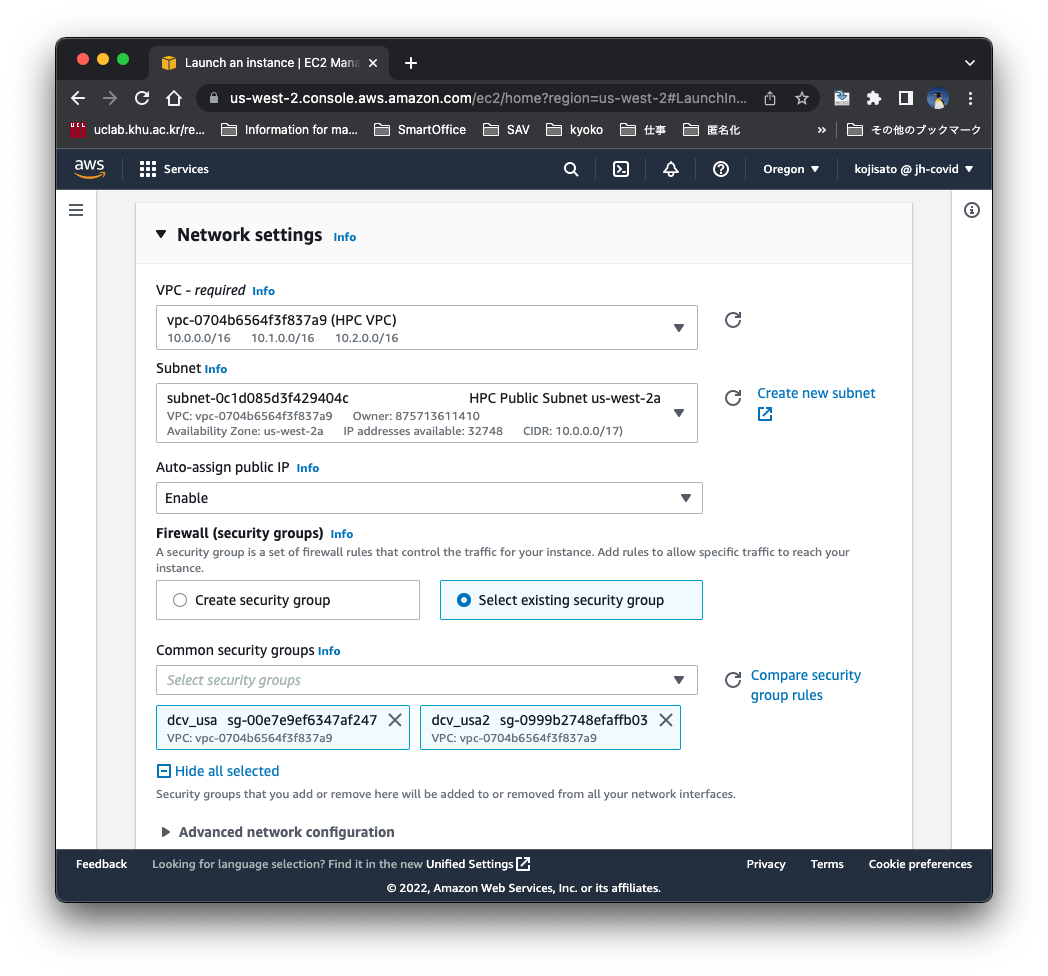 Launch an instance | EC2 Mana
us-west-2.console.aws.amazon.com/ec2/home?region=us-west-2#LaunchIn...
UCL uclab.khu.ac.kr/re... Information for ma... SmartOffice SAV kyoko 仕事 匿名化 » その他のブックマーク
aws Services Oregon kojisato @ jh-covid
Network settings Info
VPC - required Info
vpc-0704b6564f3f837a9 (HPC VPC)
10.0.0.0/16 10.1.0.0/16 10.2.0.0/16
Subnet Info
subnet-0c1d085d3f429404c HPC Public Subnet us-west-2a
VPC: vpc-0704b6564f3f837a9 Owner: 875713611410
Availability Zone: us-west-2a IP addresses available: 32748 CIDR: 10.0.0.0/17)
Create new subnet
Auto-assign public IP Info
Enable
Firewall (security groups) Info
A security group is a set of firewall rules that control the traffic for your instance. Add rules to allow specific traffic to reach your
instance.
Create security group Select existing security group
Common security groups Info
Select security groups
Compare security
group rules
dcv_usa sg-00e7e9ef6347af247
VPC: vpc-0704b6564f3f837a9
dcv_usa2 sg-0999b2748efaffb03
VPC: vpc-0704b6564f3f837a9
Hide all selected
Security groups that you add or remove here will be added to or removed from all your network interfaces.
Advanced network configuration
Feedback Looking for language selection? Find it in the new Unified Settings Privacy Terms Cookie preferences
© 2022, Amazon Web Services, Inc. or its affiliates.